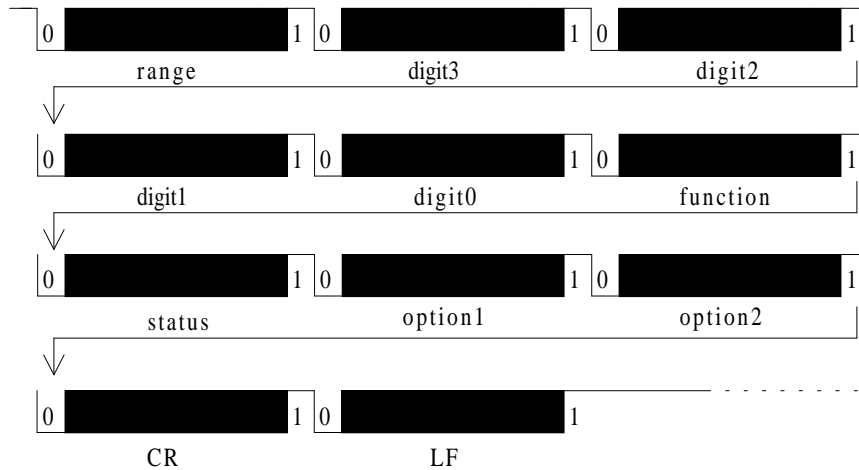 0 1 0 1 0 1
range digit3 digit2
0 1 0 1 0 1
digit1 digit0 function
0 1 0 1 0 1
status option1 option2
0 1 0 1
CR LF